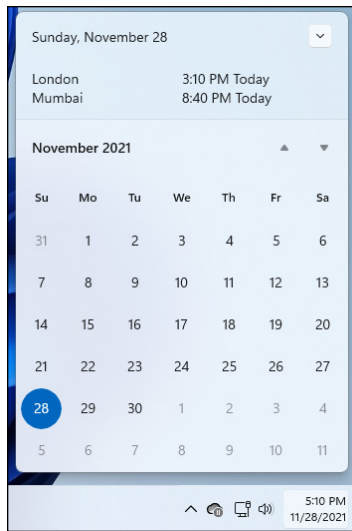 Sunday, November 28
London 3:10 PM Today
Mumbai 8:40 PM Today
November 2021
Su Mo Tu We Th Fr Sa
31 1 2 3 4 5 6
7 8 9 10 11 12 13
14 15 16 17 18 19 20
21 22 23 24 25 26 27
28 29 30 1 2 3 4
5 6 7 8 9 10 11
5:10 PM
11/28/2021